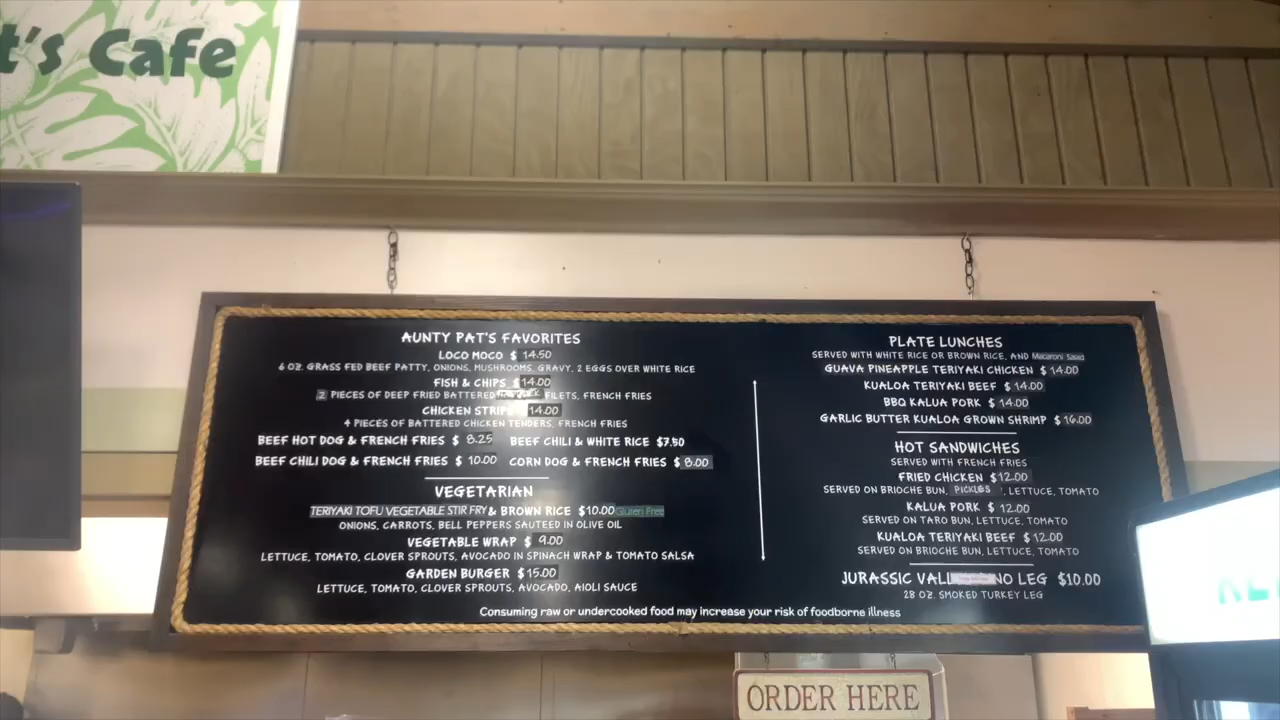 t's Cafe
AUNTY PAT'S FAVORITES
LOCO MOCO $ 14.50
6 OZ. GRASS FED BEEF PATTY, ONIONS, MUSHROOMS, GRAVY, 2 EGGS OVER WHITE RICE
FISH & CHIPS $ 14.00
2 PIECES OF DEEP FRIED BATTERED FILETS, FRENCH FRIES
CHICKEN STRIP 14.00
4 PIECES OF BATTERED CHICKEN TENDERS, FRENCH FRIES
BEEF HOT DOG & FRENCH FRIES $ 8.25 BEEF CHILI & WHITE RICE $7.50
BEEF CHILI DOG & FRENCH FRIES $ 10.00 CORN DOG & FRENCH FRIES $ 8.00
VEGETARIAN
TERIYAKI TOFU VEGETABLE STIR FRY & BROWN RICE $10.00 Gluten Free
ONIONS, CARROTS, BELL PEPPERS SAUTEED IN OLIVE OIL
VEGETABLE WRAP $ 9.00
LETTUCE, TOMATO, CLOVER SPROUTS, AVOCADO IN SPINACH WRAP & TOMATO SALSA
GARDEN BURGER $ 15.00
LETTUCE, TOMATO, CLOVER SPROUTS, AVOCADO, AIOLI SAUCE
PLATE LUNCHES
SERVED WITH WHITE RICE OR BROWN RICE, AND Macaroni Salad
GUAVA PINEAPPLE TERIYAKI CHICKEN $ 14.00
KUALOA TERIYAKI BEEF $ 14.00
BBQ KALUA PORK $ 14.00
GARLIC BUTTER KUALOA GROWN SHRIMP $ 16.00
HOT SANDWICHES
SERVED WITH FRENCH FRIES
FRIED CHICKEN $12.00
SERVED ON BRIOCHE BUN, PICKLES , LETTUCE, TOMATO
KALUA PORK $ 12.00
SERVED ON TARO BUN, LETTUCE, TOMATO
KUALOA TERIYAKI BEEF $ 12.00
SERVED ON BRIOCHE BUN, LETTUCE, TOMATO
JURASSIC VALL NO LEG $10.00
28 OZ. SMOKED TURKEY LEG
Consuming raw or undercooked food may increase your risk of foodborne illness
ORDER HERE